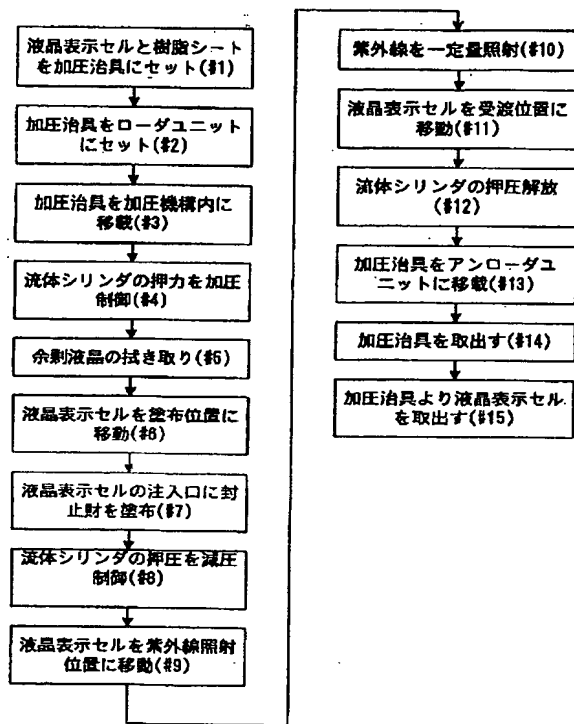 液晶表示セルと樹脂シート
を加圧治具にセット(#1)
加圧治具をローダユニット
にセット(#2)
加圧治具を加圧機構内に
移載(#3)
流体シリンダの押力を加圧
制御(#4)
余剰液晶の拭き取り(#5)
液晶表示セルを塗布位置に
移動(#6)
液晶表示セルの注入口に封
止財を塗布(#7)
流体シリンダの押圧を減圧
制御(#8)
液晶表示セルを紫外線照射
位置に移動(#9)
紫外線を一定量照射(#10)
液晶表示セルを受渡位置に
移動(#11)
流体シリンダの押圧解放
(#12)
加圧治具をアンローダユ
ニットに移載(#13)
加圧治具を取出す(#14)
加圧治具より液晶表示セル
を取出す(#15)